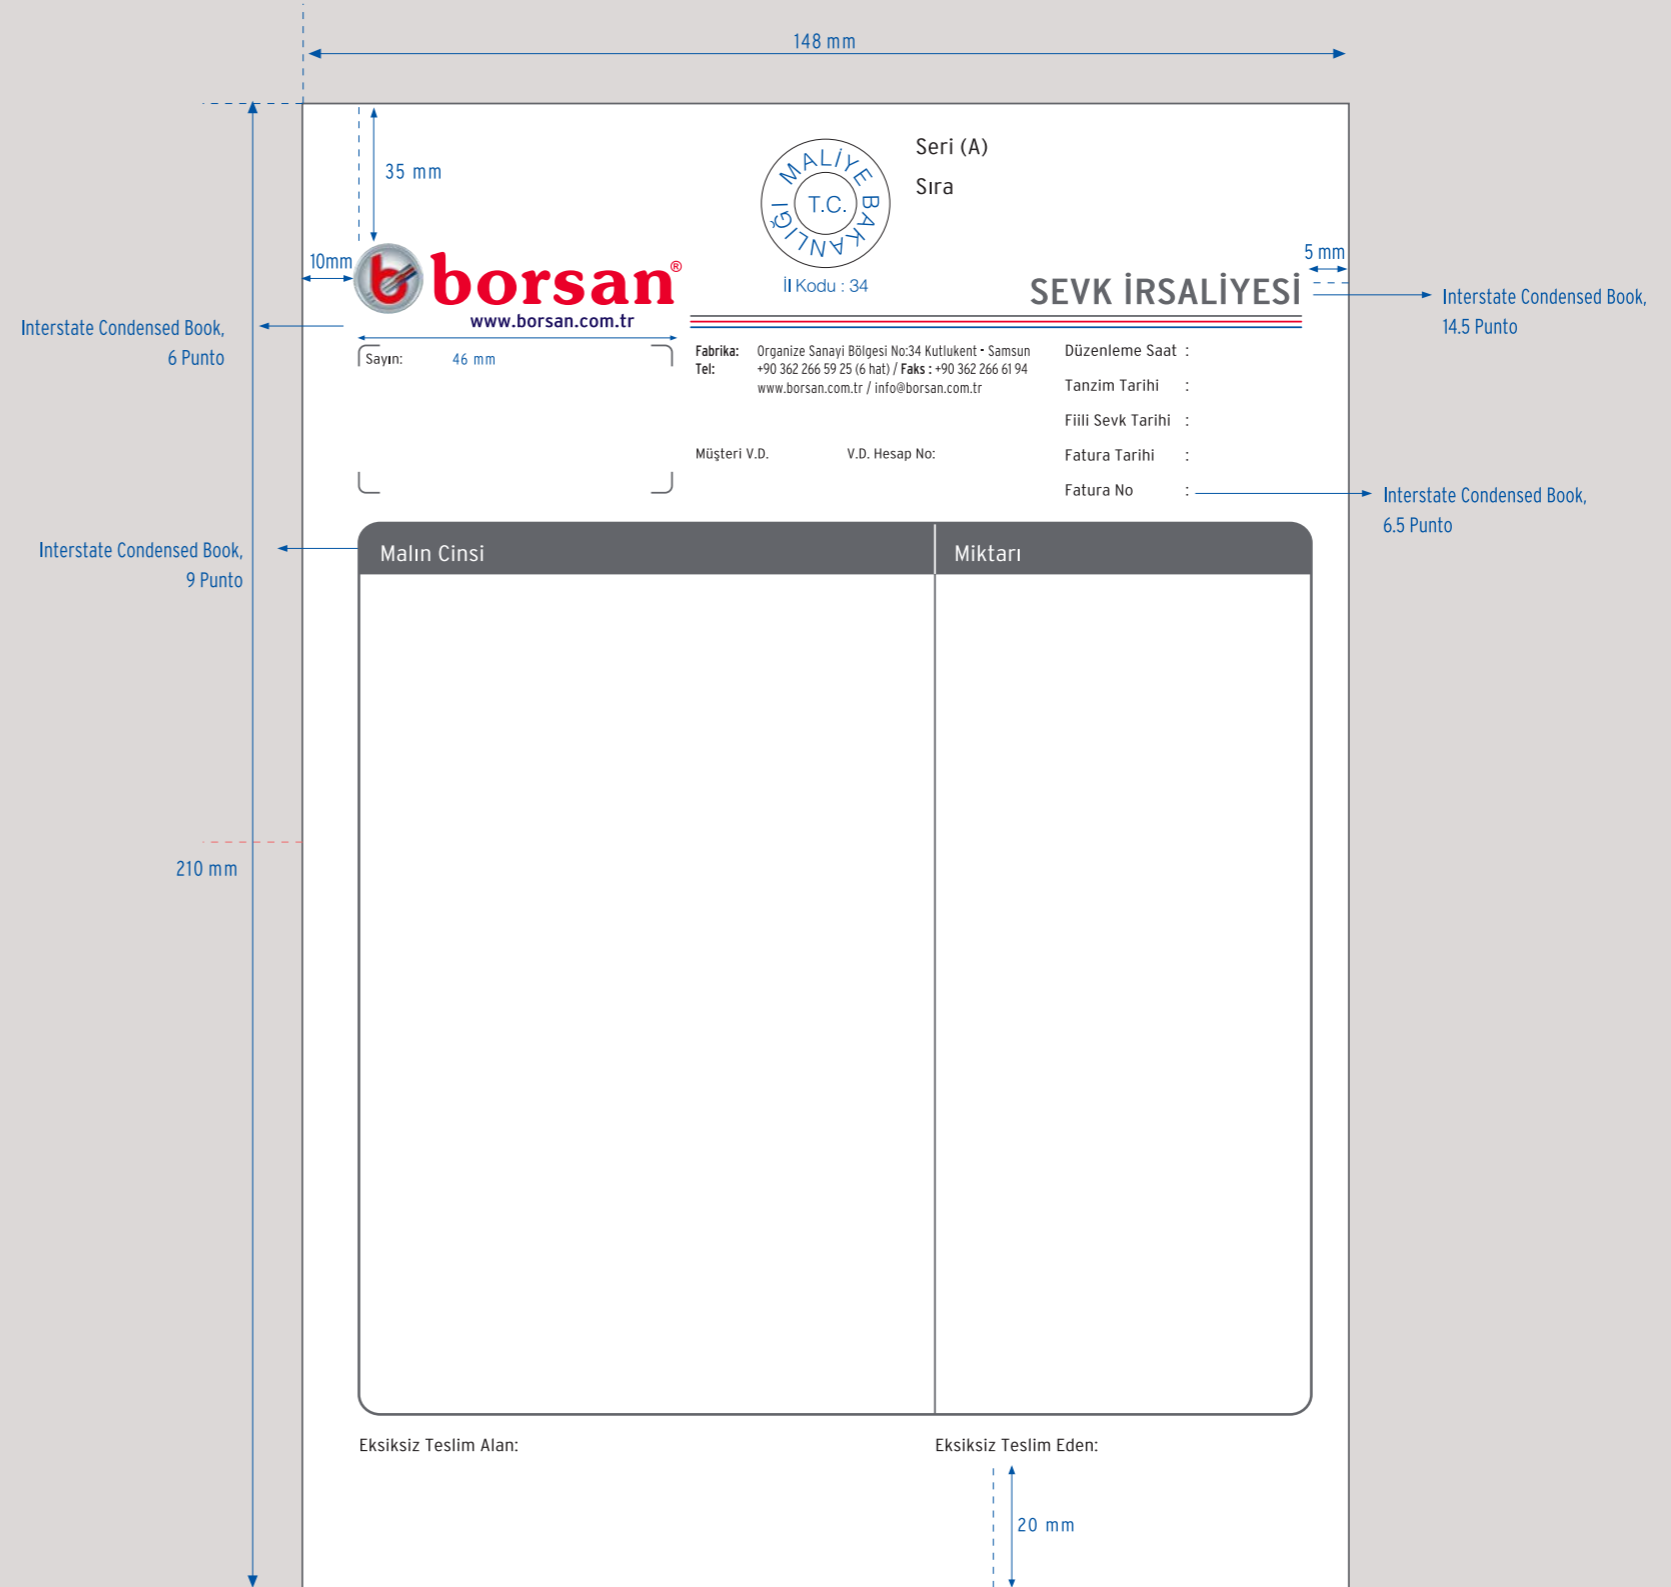 148 mm
35 mm
MALİYE BAKANLIĞI
T.C.
İl Kodu : 34
Seri (A)
Sıra
10mm
borsan®
www.borsan.com.tr
5 mm
SEVK İRSALİYESİ
Interstate Condensed Book,
14.5 Punto
Interstate Condensed Book,
6 Punto
Sayın:
46 mm
Fabrika: Organize Sanayi Bölgesi No:34 Kutlukent - Samsun
Tel: +90 362 266 59 25 (6 hat) / Faks : +90 362 266 61 94
www.borsan.com.tr / info@borsan.com.tr
Müşteri V.D. V.D. Hesap No:
Düzenleme Saat :
Tanzim Tarihi :
Fiili Sevk Tarihi :
Fatura Tarihi :
Fatura No :
Interstate Condensed Book,
6.5 Punto
Interstate Condensed Book,
9 Punto
Malın Cinsi
Miktarı
210 mm
Eksiksiz Teslim Alan:
Eksiksiz Teslim Eden:
20 mm